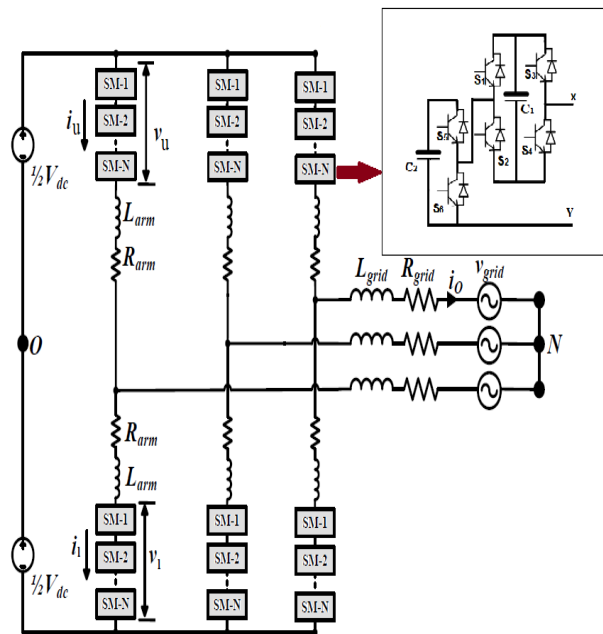 S1
S3
C1
X
S5
C2
S2
S4
S6
Y
SM-1 SM-1 SM-1
SM-2 SM-2 SM-2
SM-N SM-N SM-N
iu
vu
½Vdc
Larm
Rarm
Lgrid Rgrid iO vgrid
O
N
Rarm
Larm
SM-1 SM-1 SM-1
SM-2 SM-2 SM-2
SM-N SM-N SM-N
i1
v1
½Vdc